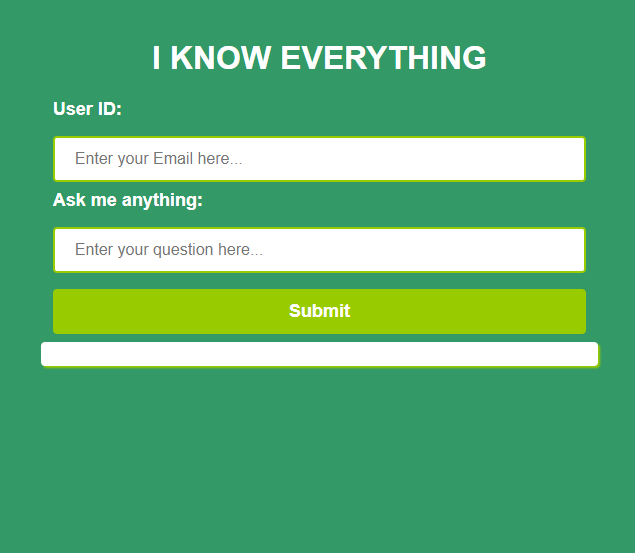 I KNOW EVERYTHING
User ID:
Enter your Email here...
Ask me anything:
Enter your question here...
Submit